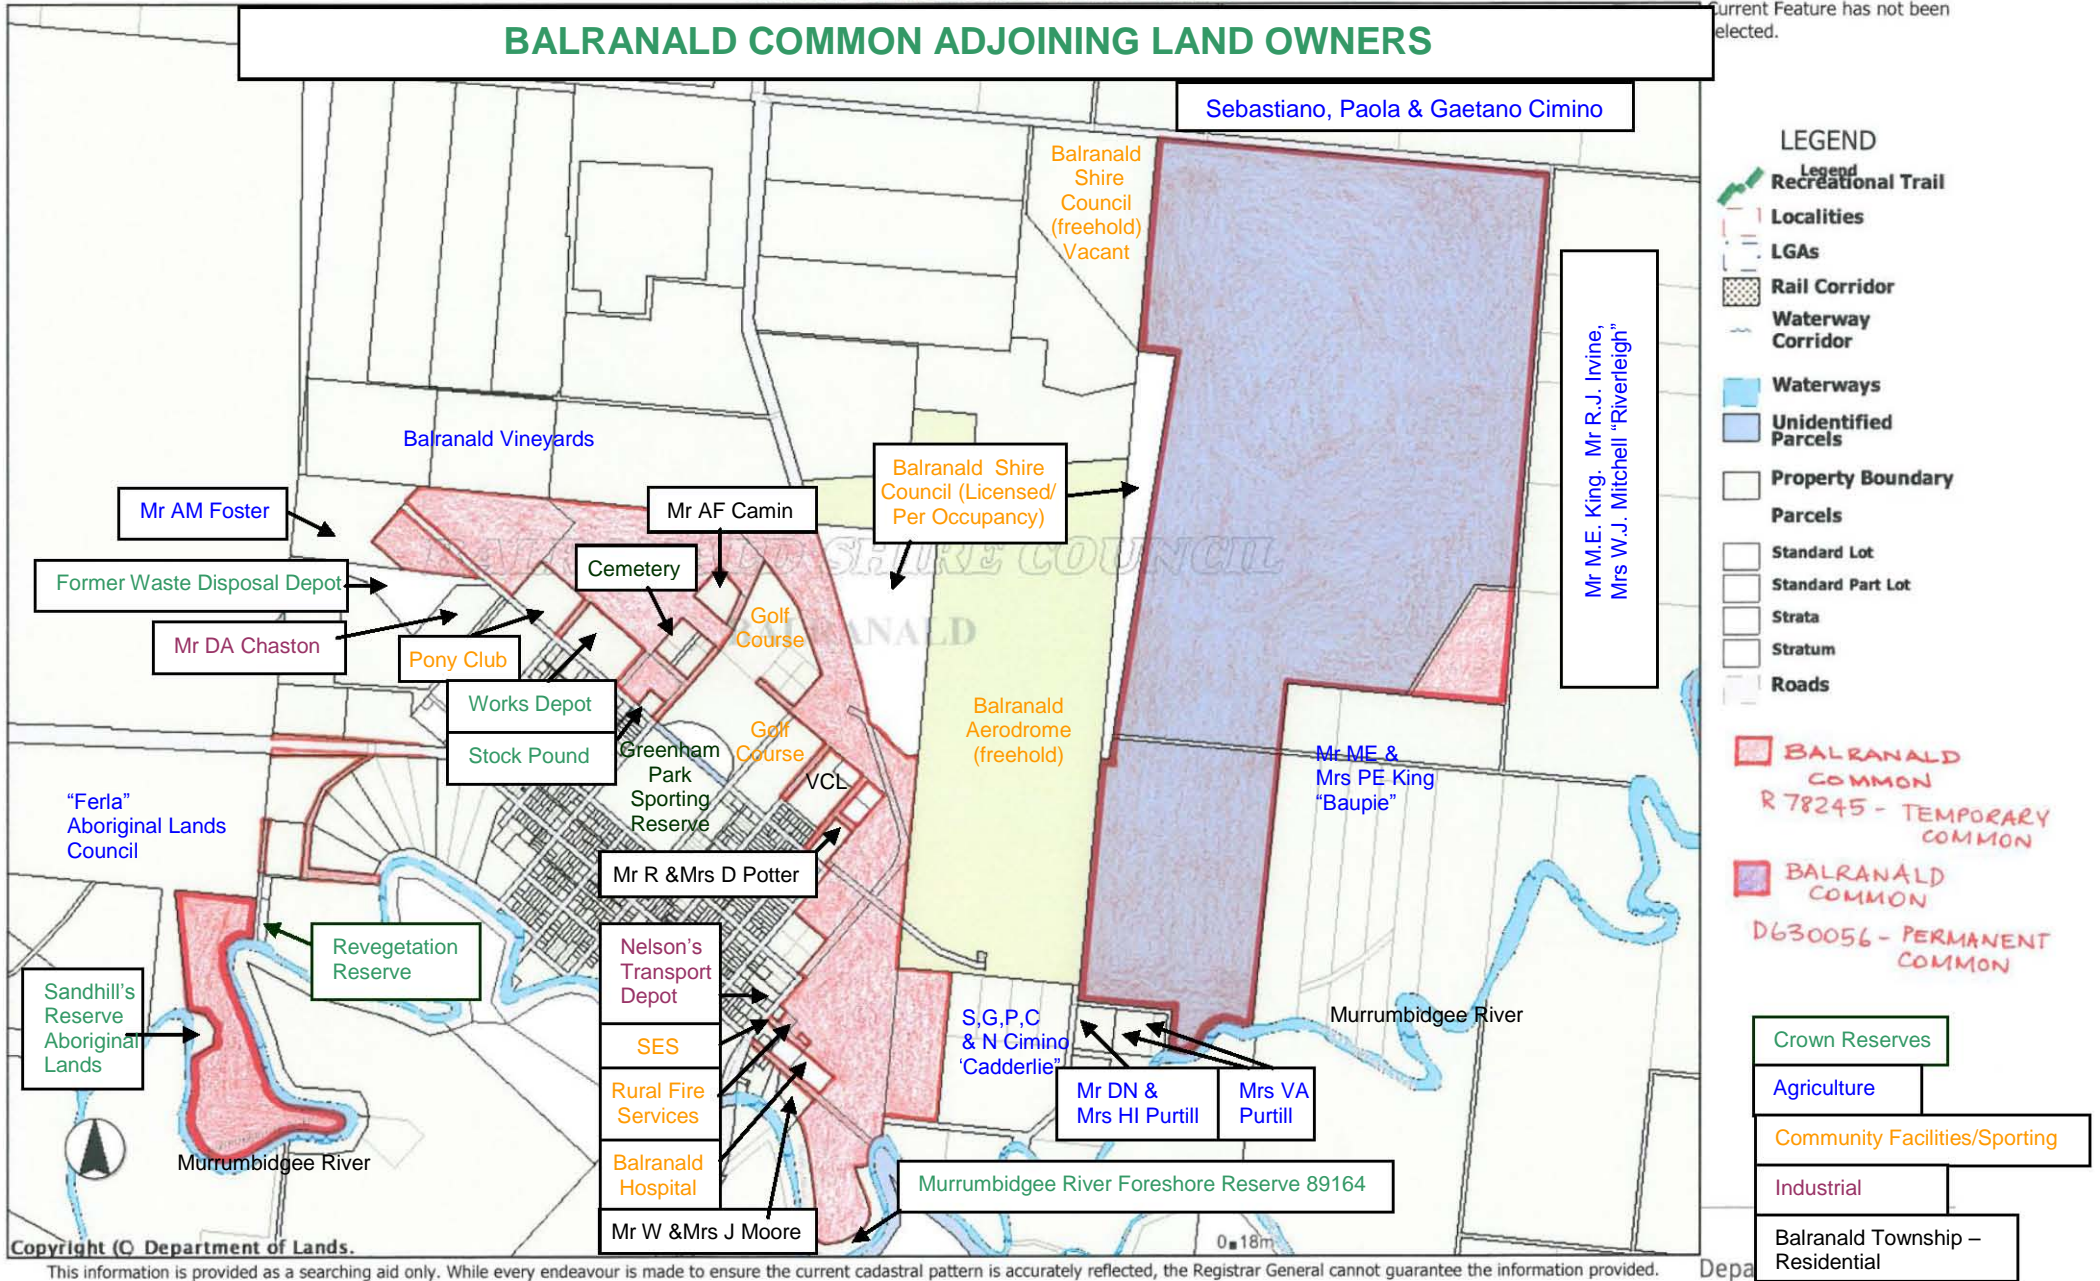 Current Feature has not been
elected.
BALRANALD COMMON ADJOINING LAND OWNERS
Sebastiano, Paola & Gaetano Cimino
Balranald
Shire
Council
(freehold)
Vacant
Mr M.E. King. Mr R.J. Irvine,
Mrs W.J. Mitchell “Riverleigh”
Balranald Vineyards
Balranald Shire
Council (Licensed/
Per Occupancy)
Mr AM Foster
Mr AF Camin
BALRANALD SHIRE COUNCIL
Former Waste Disposal Depot
Cemetery
Golf
Course
BALRANALD
Mr DA Chaston
Pony Club
Works Depot
Stock Pound
Greenham
Park
Sporting
Reserve
Golf
Course
VCL
Balranald
Aerodrome
(freehold)
Mr ME &
Mrs PE King
“Baupie”
“Ferla”
Aboriginal Lands
Council
Mr R &Mrs D Potter
Revegetation
Reserve
Sandhill’s
Reserve
Aboriginal
Lands
Nelson’s
Transport
Depot
SES
Rural Fire
Services
Balranald
Hospital
Mr W &Mrs J Moore
S,G,P,C
& N Cimino
‘Cadderlie”
Mr DN &
Mrs HI Purtill
Mrs VA
Purtill
Murrumbidgee River
Murrumbidgee River
Murrumbidgee River Foreshore Reserve 89164
0 18m
Copyright (C) Department of Lands.
This information is provided as a searching aid only. While every endeavour is made to ensure the current cadastral pattern is accurately reflected, the Registrar General cannot guarantee the information provided.
Depa
LEGEND
Legend
Recreational Trail
Localities
LGAs
Rail Corridor
Waterway
Corridor
Waterways
Unidentified
Parcels
Property Boundary
Parcels
Standard Lot
Standard Part Lot
Strata
Stratum
Roads
BALRANALD
COMMON
R 78245 - TEMPORARY
COMMON
BALRANALD
COMMON
D630056 - PERMANENT
COMMON
Crown Reserves
Agriculture
Community Facilities/Sporting
Industrial
Balranald Township –
Residential